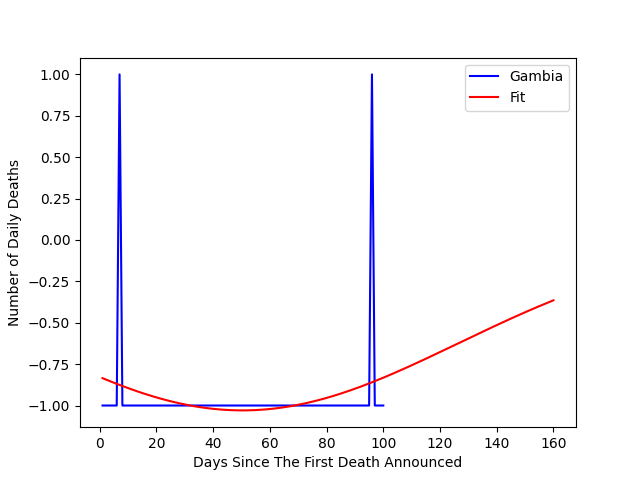 1.00
0.75
0.50
0.25
0.00
−0.25
−0.50
−0.75
−1.00
Number of Daily Deaths
Gambia
Fit
0 20 40 60 80 100 120 140 160
Days Since The First Death Announced